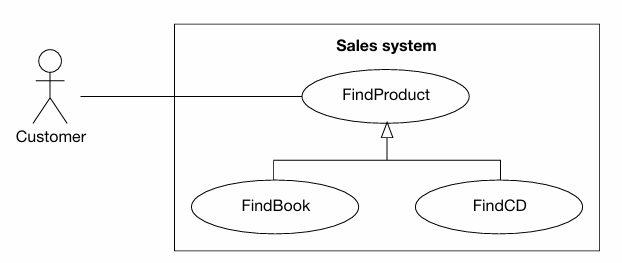 Sales system
FindProduct
Customer
FindBook
FindCD